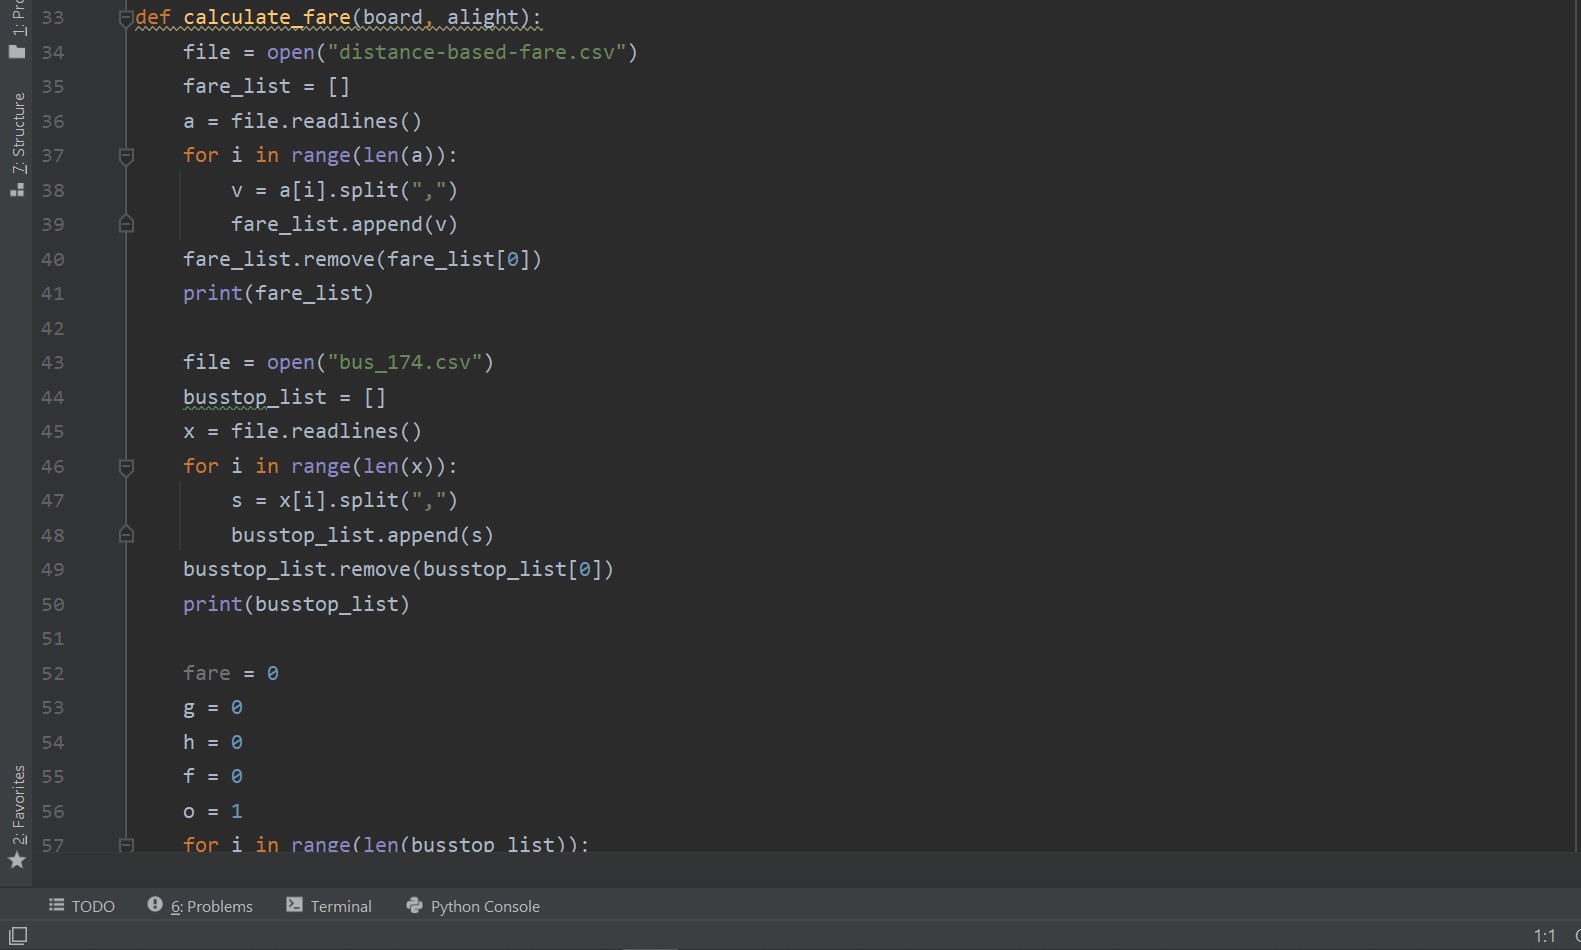 1: Pro
7: Structure
2: Favorites
33 def calculate_fare(board, alight):
34 file = open("distance-based-fare.csv")
35 fare_list = []
36 a = file.readlines()
37 for i in range(len(a)):
38 v = a[i].split(",")
39 fare_list.append(v)
40 fare_list.remove(fare_list[0])
41 print(fare_list)
42
43 file = open("bus_174.csv")
44 busstop_list = []
45 x = file.readlines()
46 for i in range(len(x)):
47 s = x[i].split(",")
48 busstop_list.append(s)
49 busstop_list.remove(busstop_list[0])
50 print(busstop_list)
51
52 fare = 0
53 g = 0
54 h = 0
55 f = 0
56 o = 1
57 for i in range(len(busstop_list)):
TODO 6: Problems Terminal Python Console
1:1